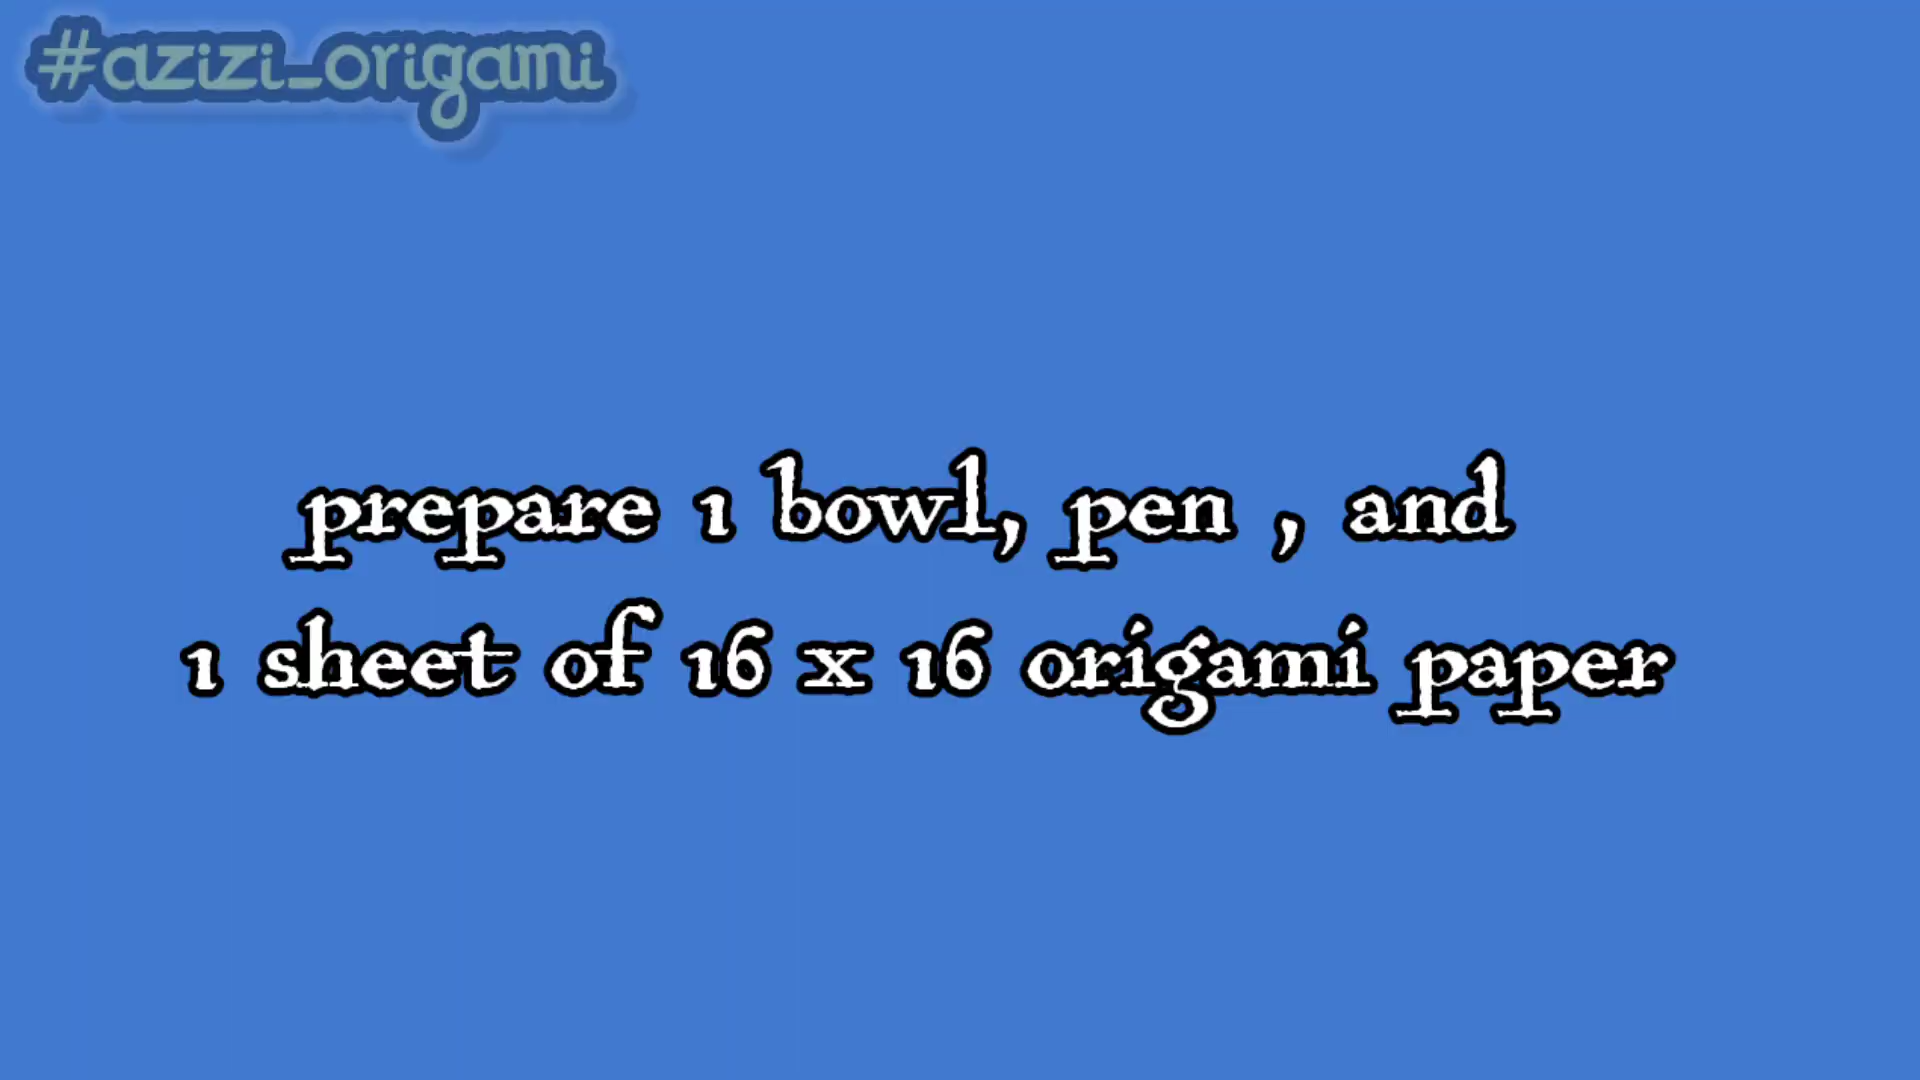 #azizi_origami
prepare 1 bowl, pen , and
1 sheet of 16 x 16 origami paper